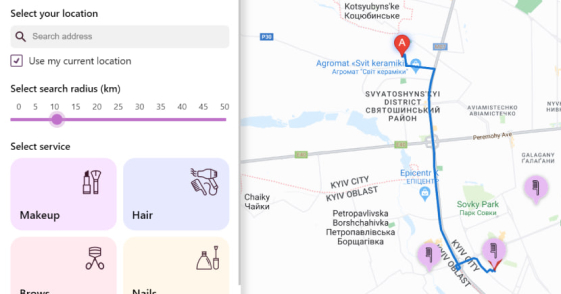 Select your location
Search address
Use my current location
Select search radius (km)
0 5 10 15 20 25 30 35 40 45 50
Select service
Makeup
Hair
Brows
Nails
Kotsyubyns'ke
Коцюбинське
P30
A
Agromat «Svit keramiki
Агромат "Світ кераміки"
SVYATOSHYNS'KYI
DISTRICT
СВЯТОШИНСЬКИЙ
РАЙОН
AVIAMISTECHKO
АВІАМІСТЕЧКО
Peremohy Ave
GALAGANY
ГАЛАГАНИ
Epicentr K
ЕПІЦЕНТР
KYIV CITY
KYIV OBLAST
Chaiky
Чайки
Petropavlivska
Borshchahivka
Петропавлівська
Борщагівка
Sovky Park
Парк Совки
KYIV CITY
KYIV OBLAST